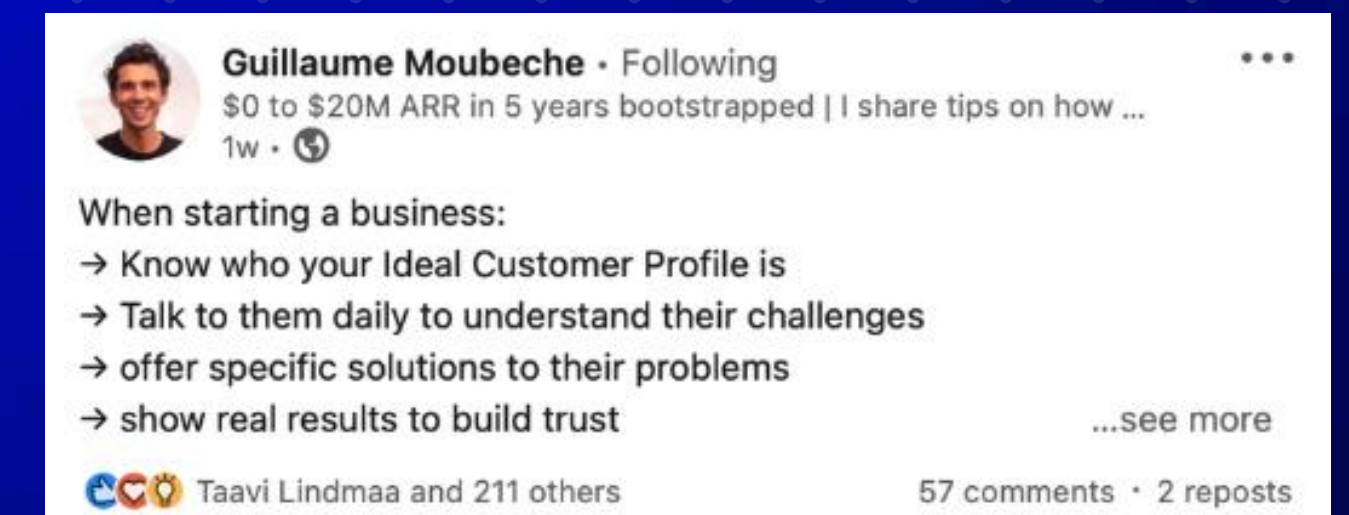 Guillaume Moubeche • Following
$0 to $20M ARR in 5 years bootstrapped | I share tips on how ...
1w •
When starting a business:
→ Know who your Ideal Customer Profile is
→ Talk to them daily to understand their challenges
→ offer specific solutions to their problems
→ show real results to build trust ...see more
Taavi Lindmaa and 211 others 57 comments • 2 reposts